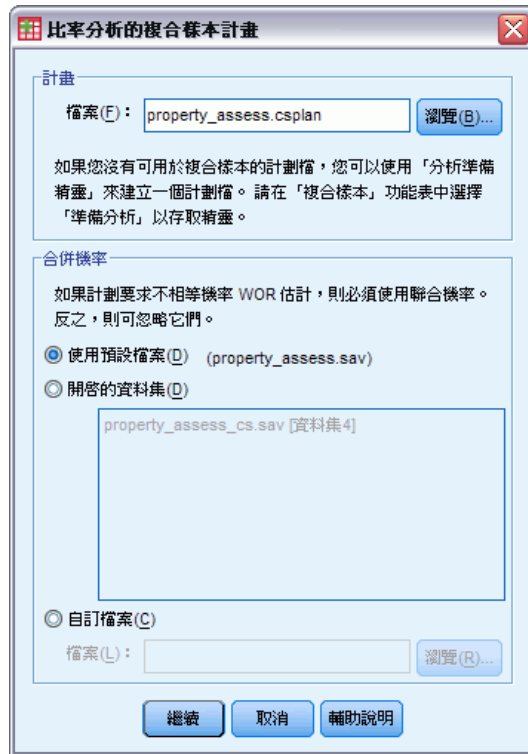 比率分析的複合樣本計畫
計畫
檔案(F)： property_assess.csplan 瀏覽(B)...
如果您沒有可用於複合樣本的計劃檔，您可以使用「分析準備
精靈」來建立一個計劃檔。 請在「複合樣本」功能表中選擇
「準備分析」以存取精靈。
合併機率
如果計劃要求不相等機率 WOR 估計，則必須使用聯合機率。
反之，則可忽略它們。
使用預設檔案(D) (property_assess.sav)
開啓的資料集(D)
property_assess_cs.sav [資料集4]
自訂檔案(C)
檔案(L)： 瀏覽(R)...
繼續 取消 輔助說明